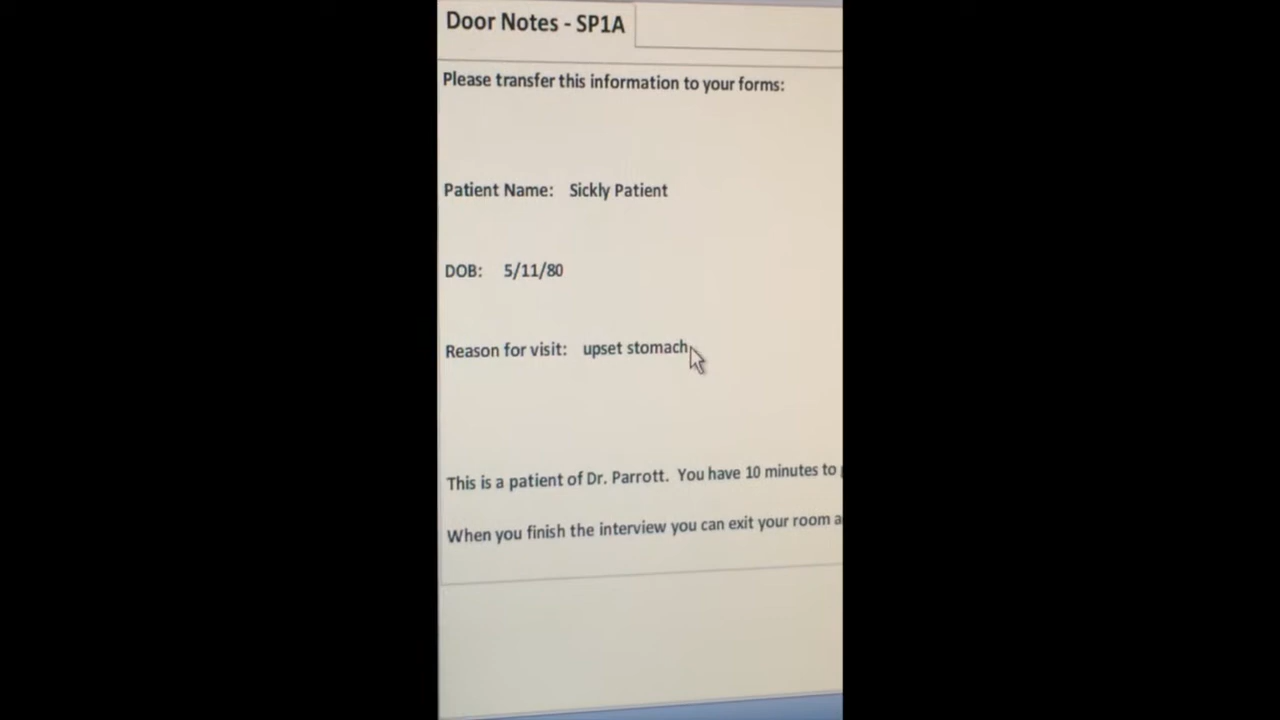 Door Notes - SP1A
Please transfer this information to your forms:
Patient Name: Sickly Patient
DOB: 5/11/80
Reason for visit: upset stomach
This is a patient of Dr. Parrott. You have 10 minutes to
When you finish the interview you can exit your room